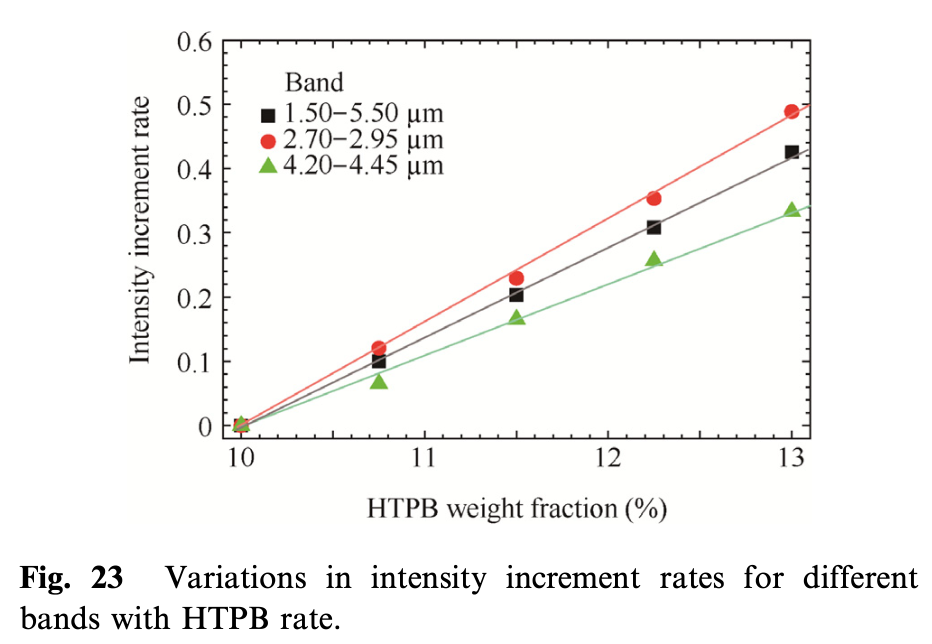 0.6
0.5
0.4
0.3
0.2
0.1
0
Intensity increment rate
Band
1.50–5.50 μm
2.70–2.95 μm
4.20–4.45 μm
10 11 12 13
HTPB weight fraction (%)
Fig. 23 Variations in intensity increment rates for different
bands with HTPB rate.